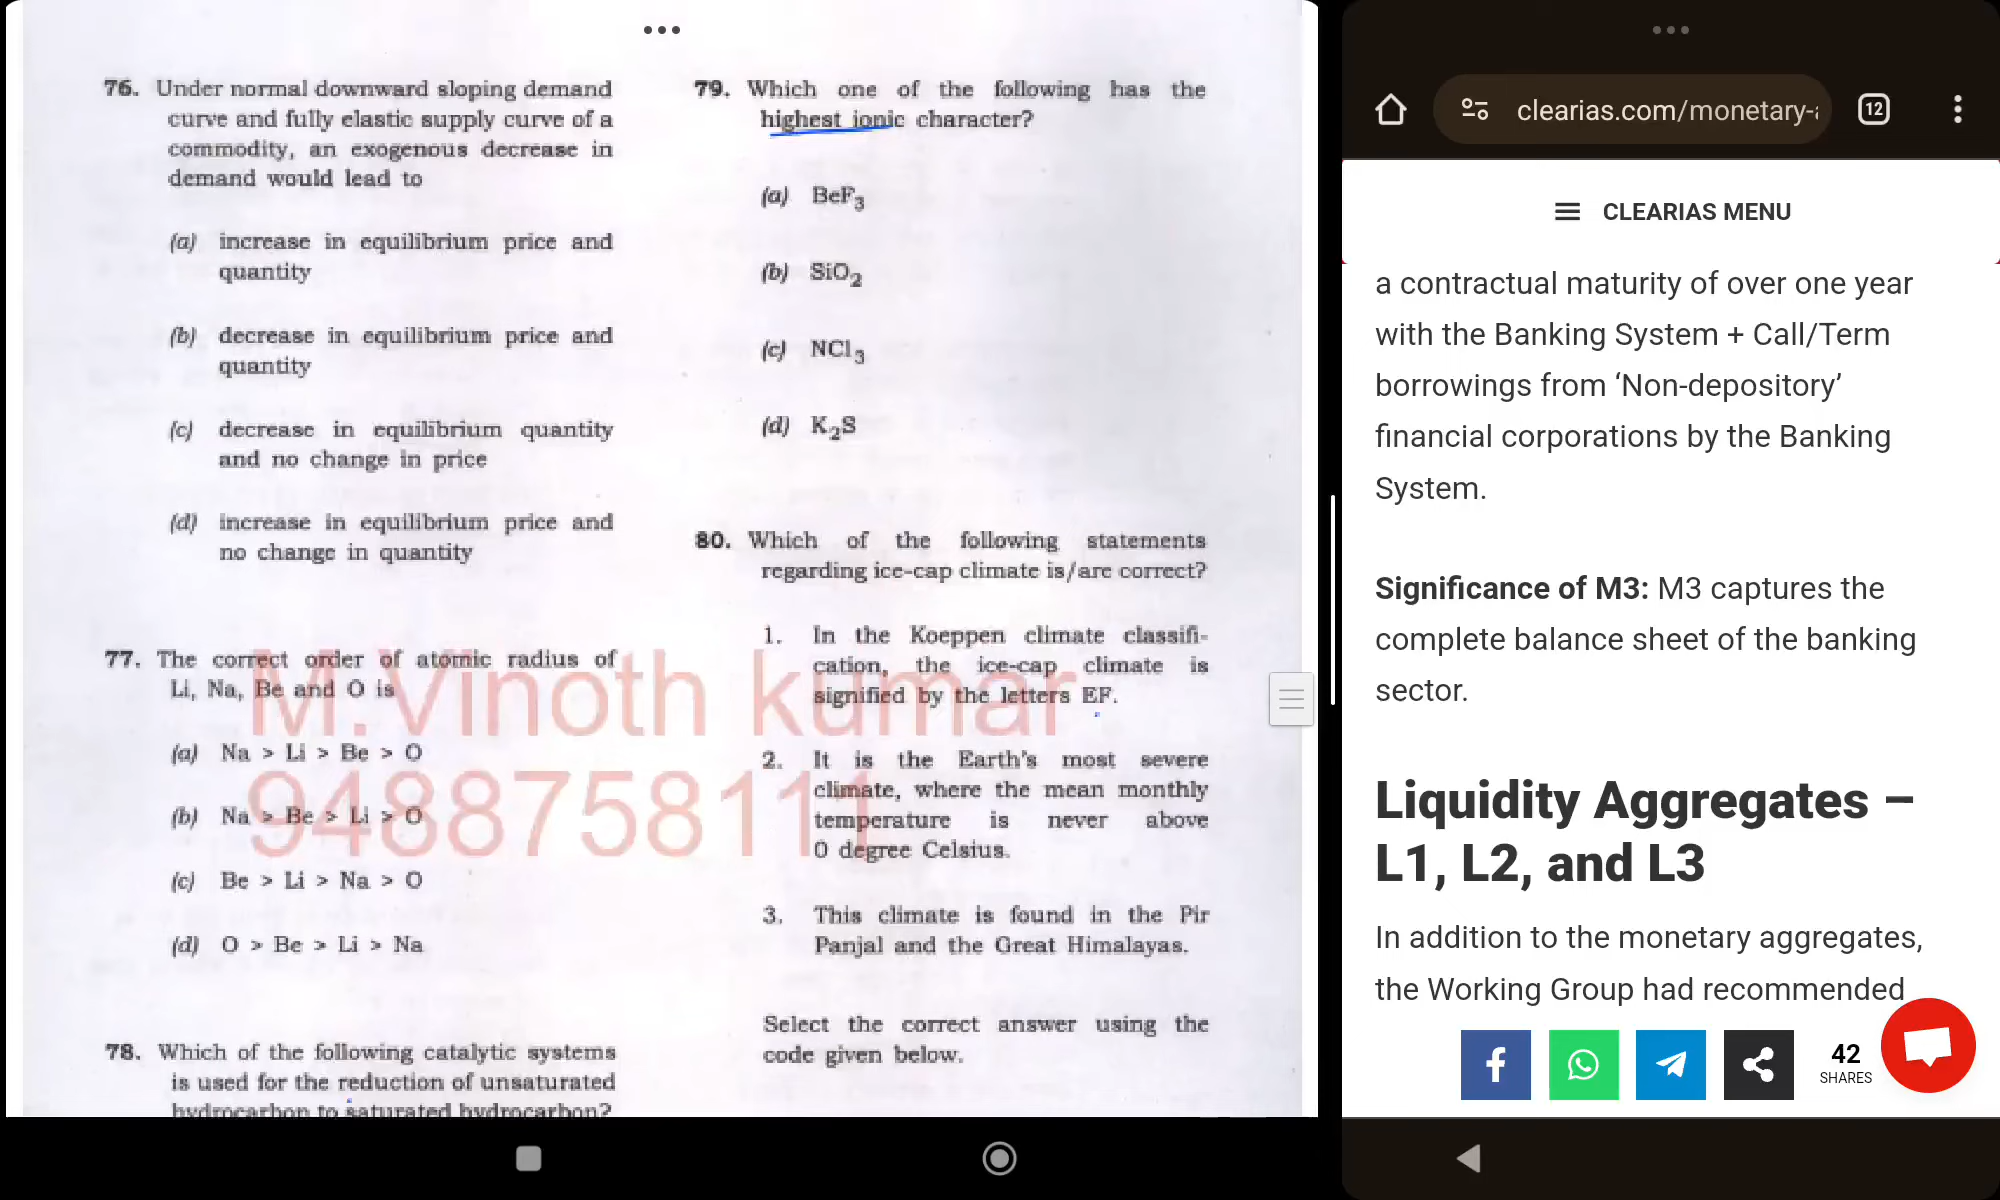 76. Under normal downward sloping demand
curve and fully elastic supply curve of a
commodity, an exogenous decrease in
demand would lead to
(a) increase in equilibrium price and
quantity
(b) decrease in equilibrium price and
quantity
(c) decrease in equilibrium quantity
and no change in price
(d) increase in equilibrium price and
no change in quantity
77. The correct order of atomic radius of
Li, Na, Be and O is
(a) Na > Li > Be > O
(b) Na > Be > Li > O
(c) Be > Li > Na > O
(d) O > Be > Li > Na
78. Which of the following catalytic systems
is used for the reduction of unsaturated
hydrocarbon to saturated hydrocarbon?
M.Vinoth kumar
9488758111
79. Which one of the following has the
highest ionic character?
(a) BeF3
(b) SiO2
(c) NCl3
(d) K2S
80. Which of the following statements
regarding ice-cap climate is/are correct?
1. In the Koeppen climate classifi-
cation, the ice-cap climate is
signified by the letters EF.
2. It is the Earth's most severe
climate, where the mean monthly
temperature is never above
0 degree Celsius.
3. This climate is found in the Pir
Panjal and the Great Himalayas.
Select the correct answer using the
code given below.
clearias.com/monetary-a
12
CLEARIAS MENU
a contractual maturity of over one year
with the Banking System + Call/Term
borrowings from ‘Non-depository’
financial corporations by the Banking
System.
Significance of M3: M3 captures the
complete balance sheet of the banking
sector.
Liquidity Aggregates –
L1, L2, and L3
In addition to the monetary aggregates,
the Working Group had recommended
42
SHARES